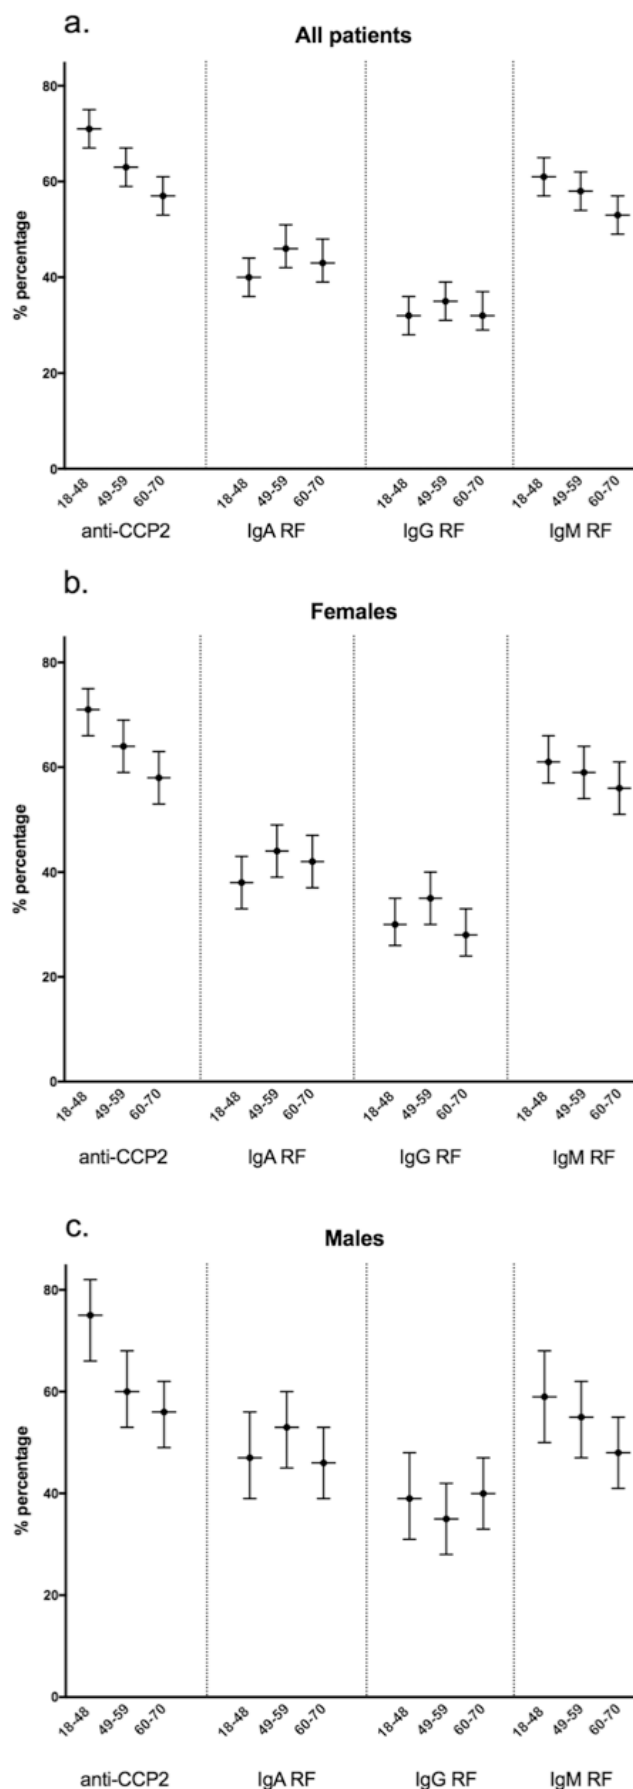 a.
All patients
% percentage
80
60
40
20
0
18-48 49-59 60-70 18-48 49-59 60-70 18-48 49-59 60-70 18-48 49-59 60-70
anti-CCP2 IgA RF IgG RF IgM RF
b.
Females
% percentage
80
60
40
20
0
18-48 49-59 60-70 18-48 49-59 60-70 18-48 49-59 60-70 18-48 49-59 60-70
anti-CCP2 IgA RF IgG RF IgM RF
c.
Males
% percentage
80
60
40
20
0
18-48 49-59 60-70 18-48 49-59 60-70 18-48 49-59 60-70 18-48 49-59 60-70
anti-CCP2 IgA RF IgG RF IgM RF